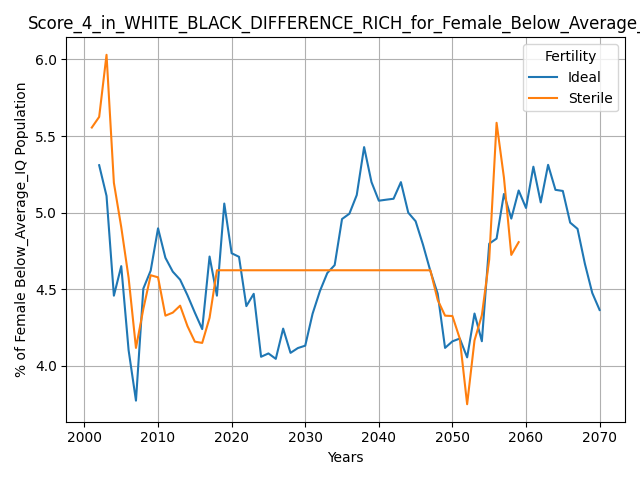 Score_4_in_WHITE_BLACK_DIFFERENCE_RICH_for_Female_Below_Average_
Fertility
Ideal
Sterile
% of Female Below_Average_IQ Population
6.0
5.5
5.0
4.5
4.0
2000 2010 2020 2030 2040 2050 2060 2070
Years